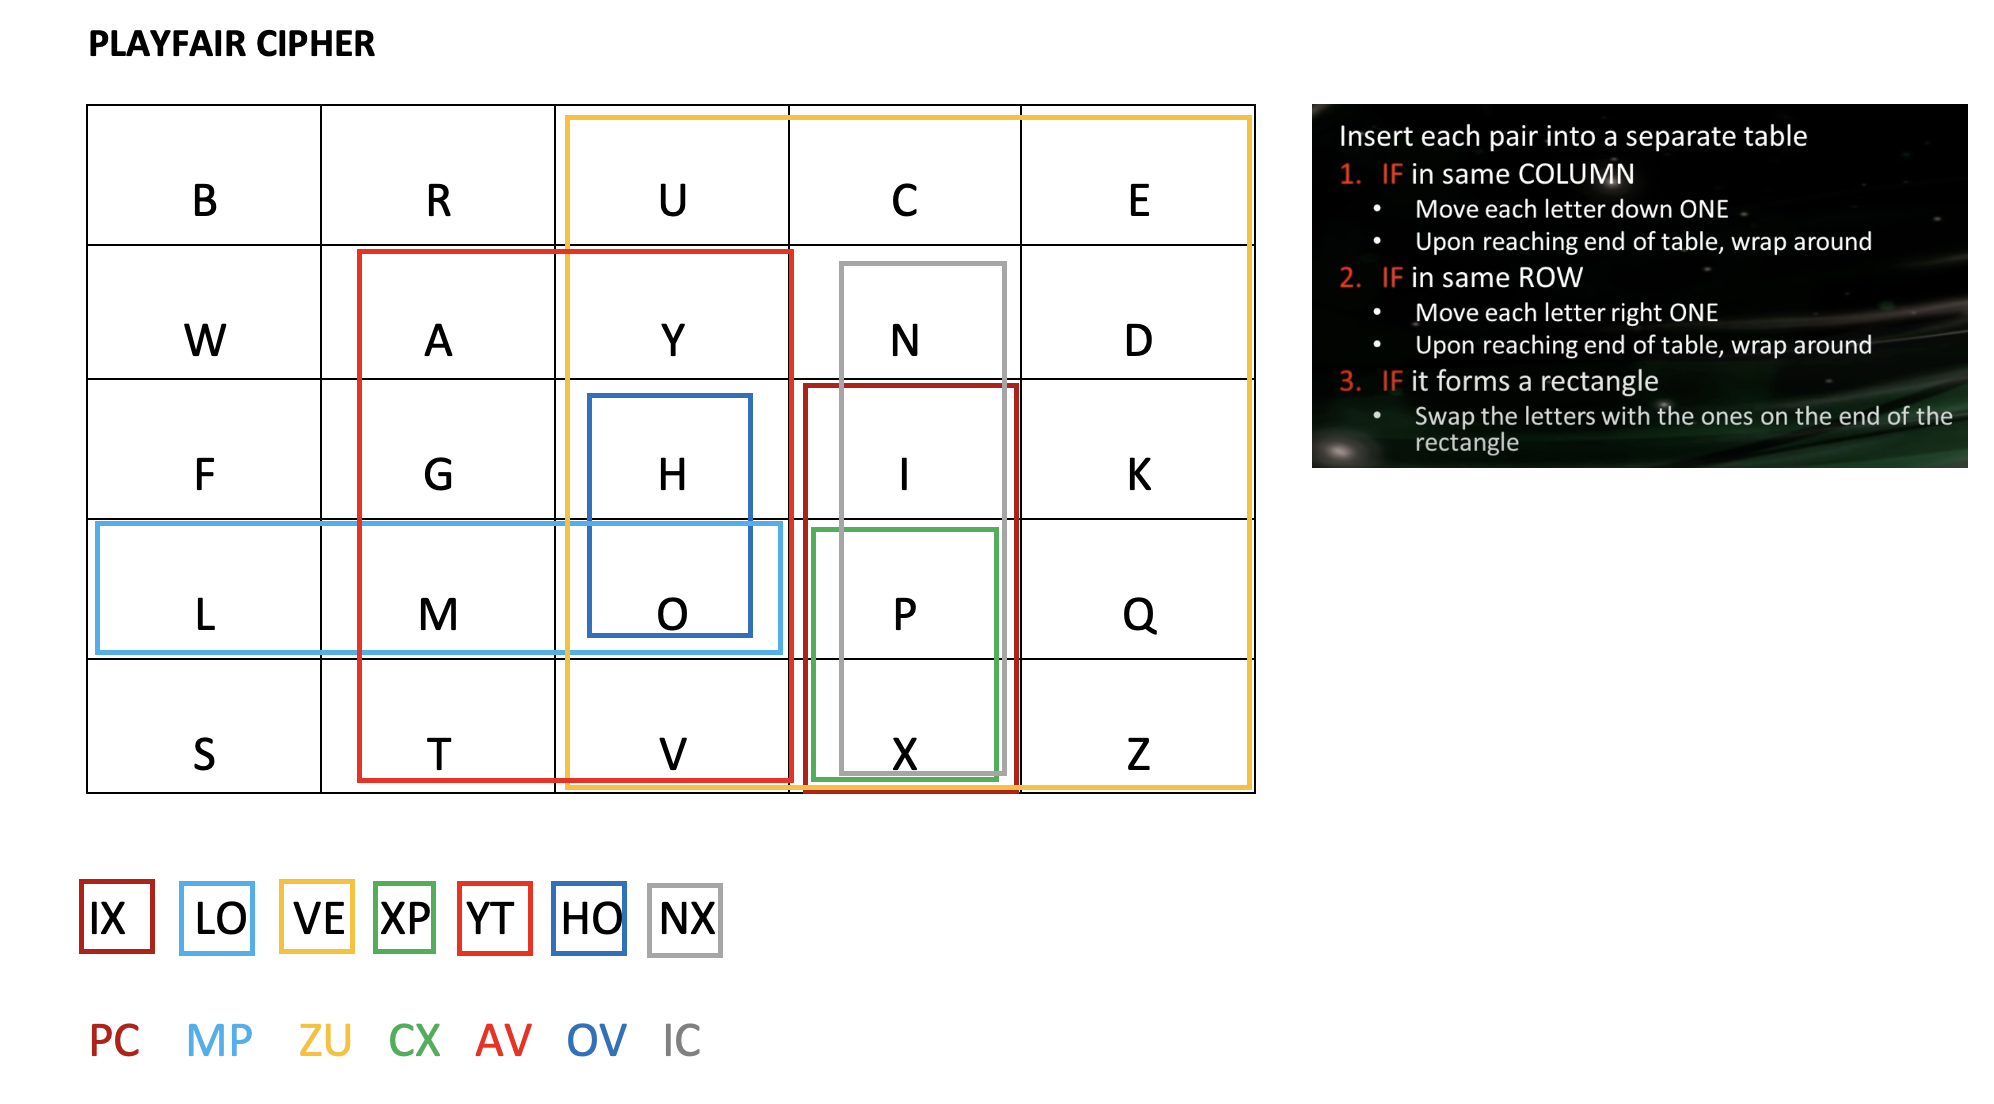 PLAYFAIR CIPHER
B R U C E
W A Y N D
F G H I K
L M O P Q
S T V X Z
Insert each pair into a separate table
1. IF in same COLUMN
• Move each letter down ONE
• Upon reaching end of table, wrap around
2. IF in same ROW
• Move each letter right ONE
• Upon reaching end of table, wrap around
3. IF it forms a rectangle
• Swap the letters with the ones on the end of the
rectangle
IX LO VE XP YT HO NX
PC MP ZU CX AV OV IC